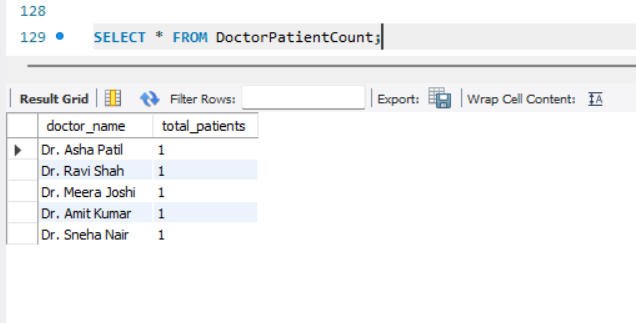 128
129 SELECT * FROM DoctorPatientCount;
Result Grid Filter Rows: Export: Wrap Cell Content: IA
doctor_name total_patients
Dr. Asha Patil 1
Dr. Ravi Shah 1
Dr. Meera Joshi 1
Dr. Amit Kumar 1
Dr. Sneha Nair 1